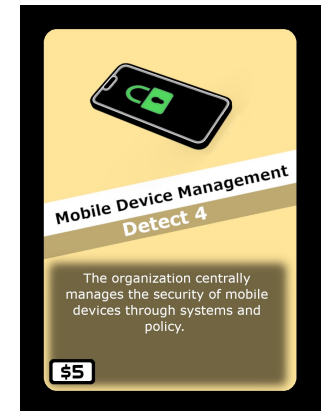 Mobile Device Management
Detect 4
The organization centrally
manages the security of mobile
devices through systems and
policy.
$5